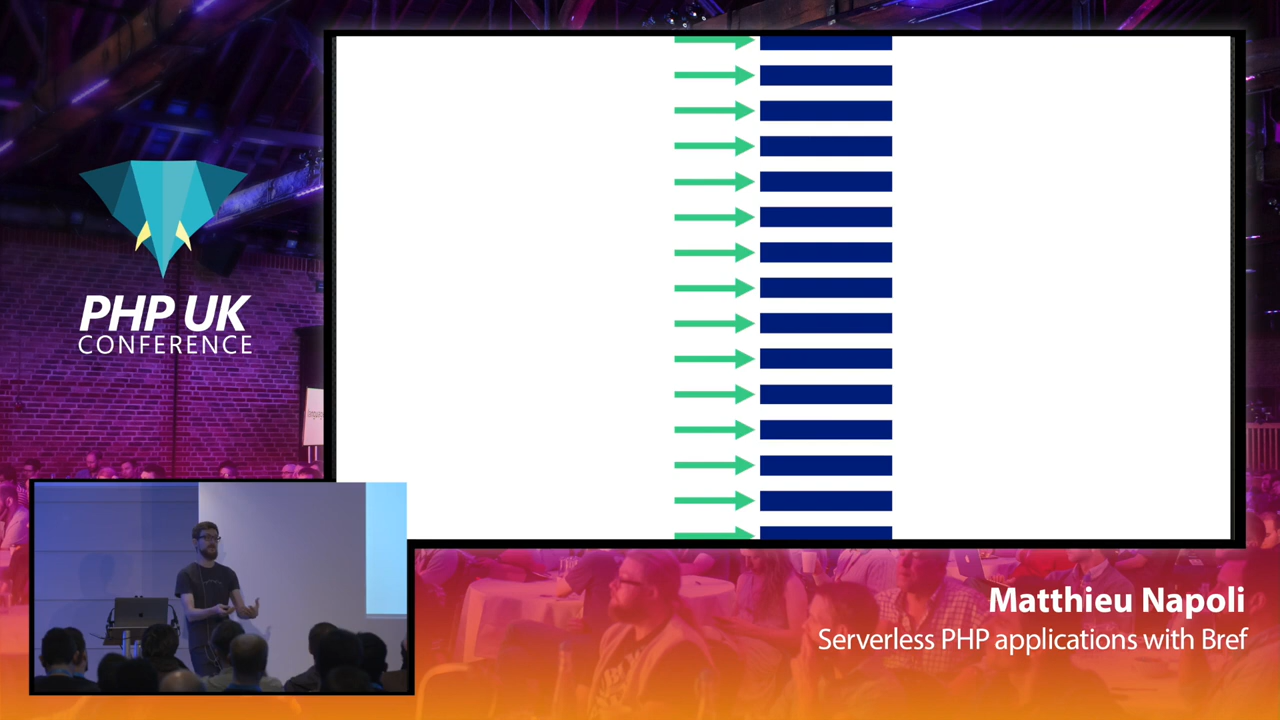 PHP UK
CONFERENCE
Matthieu Napoli
Serverless PHP applications with Bref